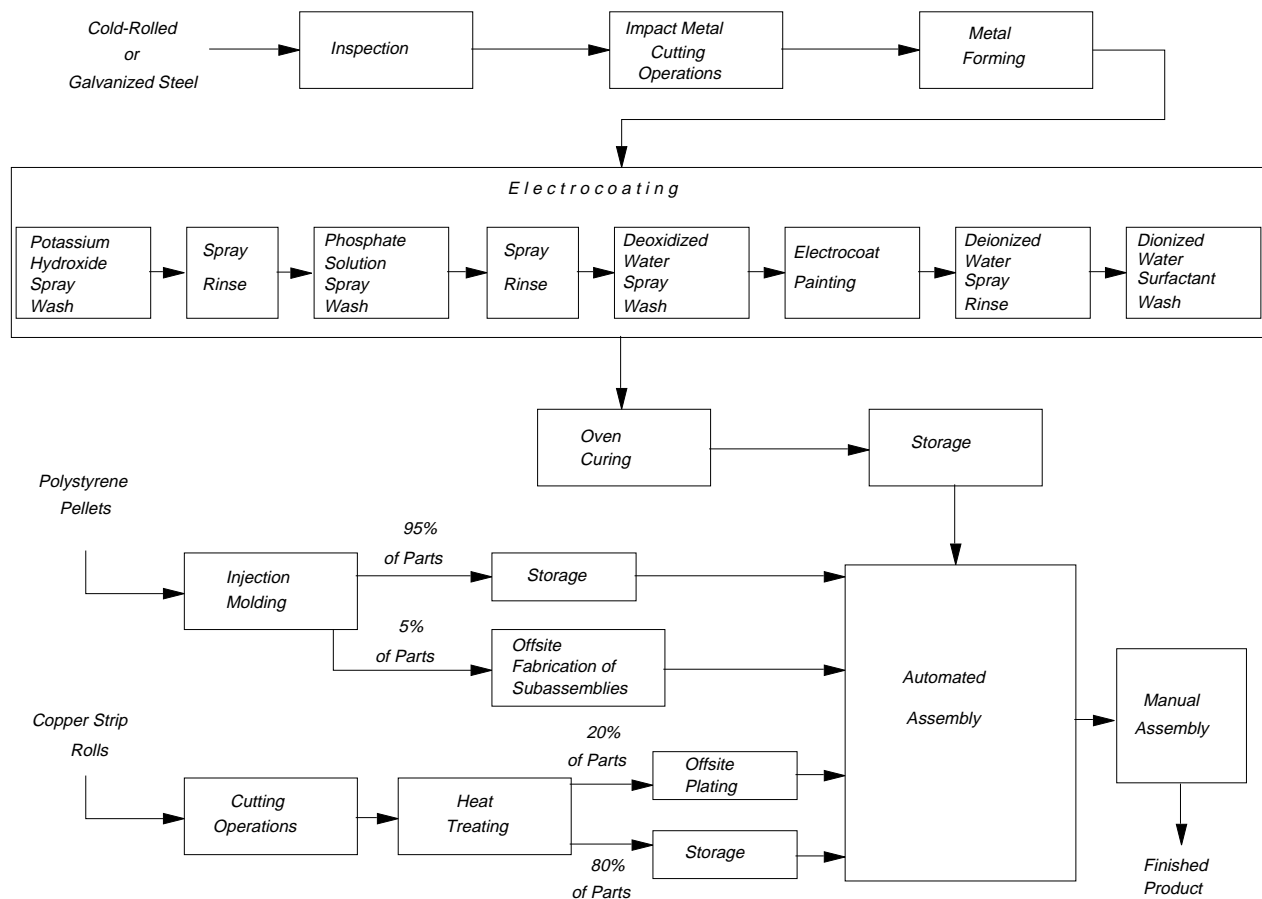 Cold-Rolled
or
Galvanized Steel
Inspection
Impact Metal
Cutting
Operations
Metal
Forming
Electrocoating
Potassium
Hydroxide
Spray
Wash
Spray
Rinse
Phosphate
Solution
Spray
Wash
Spray
Rinse
Deoxidized
Water
Spray
Wash
Electrocoat
Painting
Deionized
Water
Spray
Rinse
Dionized
Water
Surfactant
Wash
Oven
Curing
Storage
Polystyrene
Pellets
Injection
Molding
95%
of Parts
Storage
5%
of Parts
Offsite
Fabrication of
Subassemblies
Copper Strip
Rolls
Cutting
Operations
Heat
Treating
20%
of Parts
Offsite
Plating
80%
of Parts
Storage
Automated
Assembly
Manual
Assembly
Finished
Product